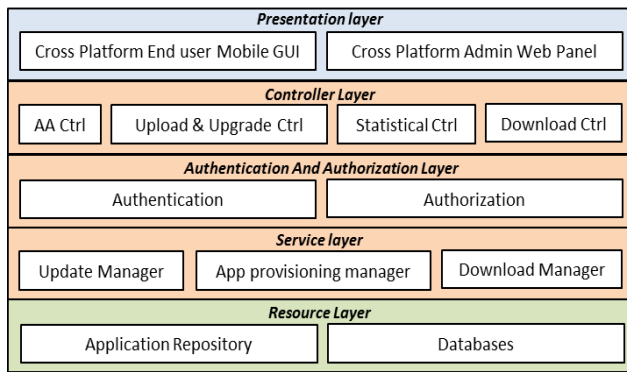 Presentation layer
Cross Platform End user Mobile GUI
Cross Platform Admin Web Panel
Controller Layer
AA Ctrl
Upload & Upgrade Ctrl
Statistical Ctrl
Download Ctrl
Authentication And Authorization Layer
Authentication
Authorization
Service layer
Update Manager
App provisioning manager
Download Manager
Resource Layer
Application Repository
Databases